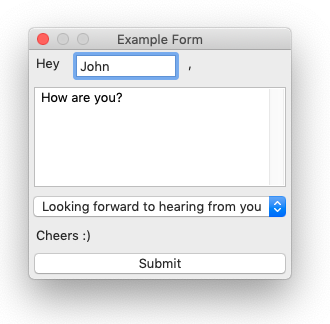 Example Form
Hey John ,
How are you?
Looking forward to hearing from you
Cheers :)
Submit